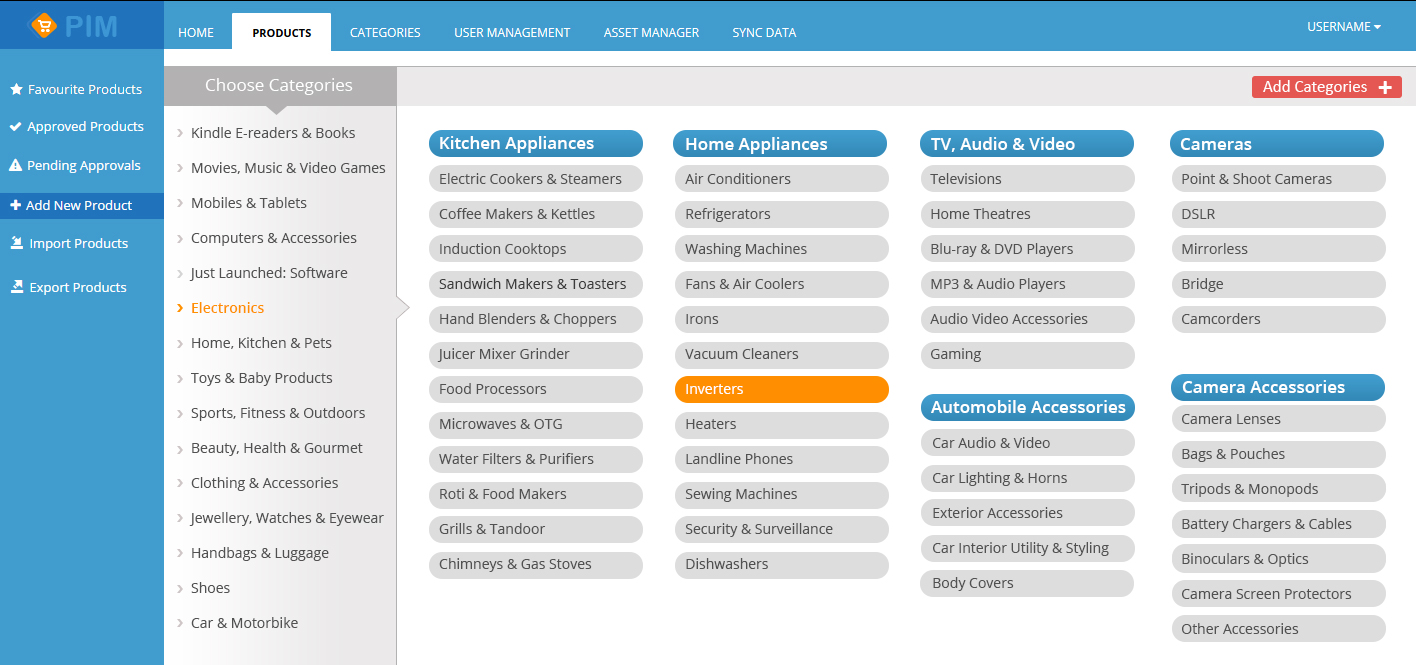 PIM
HOME
PRODUCTS
CATEGORIES
USER MANAGEMENT
ASSET MANAGER
SYNC DATA
USERNAME
Favourite Products
Approved Products
Pending Approvals
Add New Product
Import Products
Export Products
Choose Categories
Add Categories
Kindle E-readers & Books
Movies, Music & Video Games
Mobiles & Tablets
Computers & Accessories
Just Launched: Software
Electronics
Home, Kitchen & Pets
Toys & Baby Products
Sports, Fitness & Outdoors
Beauty, Health & Gourmet
Clothing & Accessories
Jewellery, Watches & Eyewear
Handbags & Luggage
Shoes
Car & Motorbike
Kitchen Appliances
Electric Cookers & Steamers
Coffee Makers & Kettles
Induction Cooktops
Sandwich Makers & Toasters
Hand Blenders & Choppers
Juicer Mixer Grinder
Food Processors
Microwaves & OTG
Water Filters & Purifiers
Roti & Food Makers
Grills & Tandoor
Chimneys & Gas Stoves
Home Appliances
Air Conditioners
Refrigerators
Washing Machines
Fans & Air Coolers
Irons
Vacuum Cleaners
Inverters
Heaters
Landline Phones
Sewing Machines
Security & Surveillance
Dishwashers
TV, Audio & Video
Televisions
Home Theatres
Blu-ray & DVD Players
MP3 & Audio Players
Audio Video Accessories
Gaming
Automobile Accessories
Car Audio & Video
Car Lighting & Horns
Exterior Accessories
Car Interior Utility & Styling
Body Covers
Cameras
Point & Shoot Cameras
DSLR
Mirrorless
Bridge
Camcorders
Camera Accessories
Camera Lenses
Bags & Pouches
Tripods & Monopods
Battery Chargers & Cables
Binoculars & Optics
Camera Screen Protectors
Other Accessories